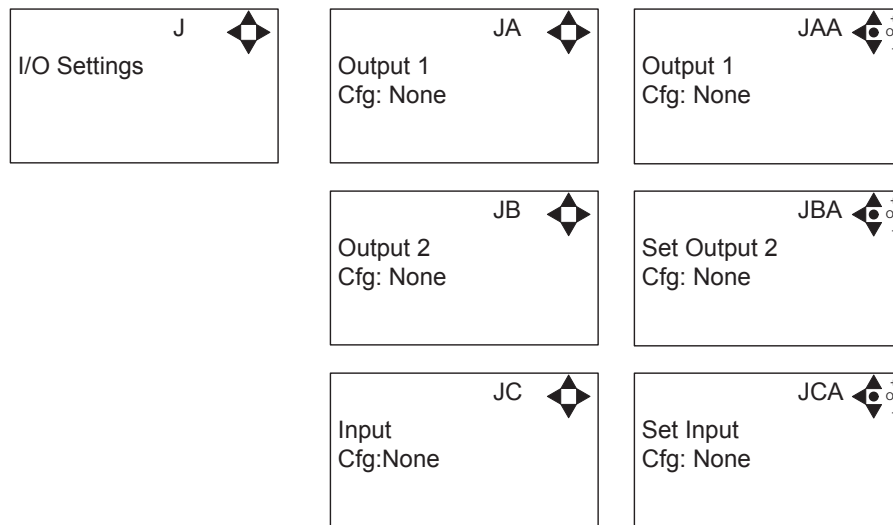 J
I/O Settings
JA
Output 1
Cfg: None
JAA
Output 1
Cfg: None
JB
Output 2
Cfg: None
JBA
Set Output 2
Cfg: None
JC
Input
Cfg:None
JCA
Set Input
Cfg: None